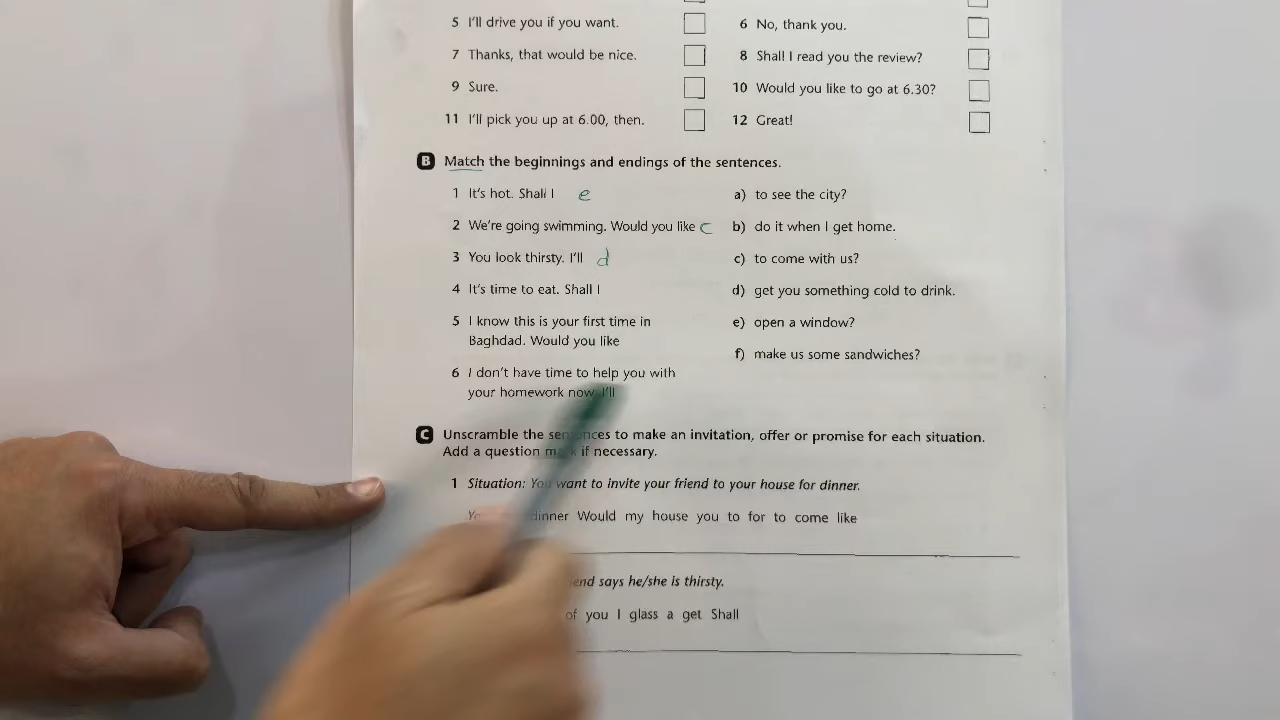 5 I'll drive you if you want.
6 No, thank you.
7 Thanks, that would be nice.
8 Shall I read you the review?
9 Sure.
10 Would you like to go at 6.30?
11 I'll pick you up at 6.00, then.
12 Great!
B Match the beginnings and endings of the sentences.
1 It's hot. Shall I e
a) to see the city?
2 We're going swimming. Would you like c
b) do it when I get home.
3 You look thirsty. I'll d
c) to come with us?
4 It's time to eat. Shall I
d) get you something cold to drink.
5 I know this is your first time in
Baghdad. Would you like
e) open a window?
f) make us some sandwiches?
6 I don't have time to help you with
your homework now. I'll
C Unscramble the sentences to make an invitation, offer or promise for each situation.
Add a question mark if necessary.
1 Situation: You want to invite your friend to your house for dinner.
dinner Would my house you to for to come like
says he/she is thirsty.
of you I glass a get Shall